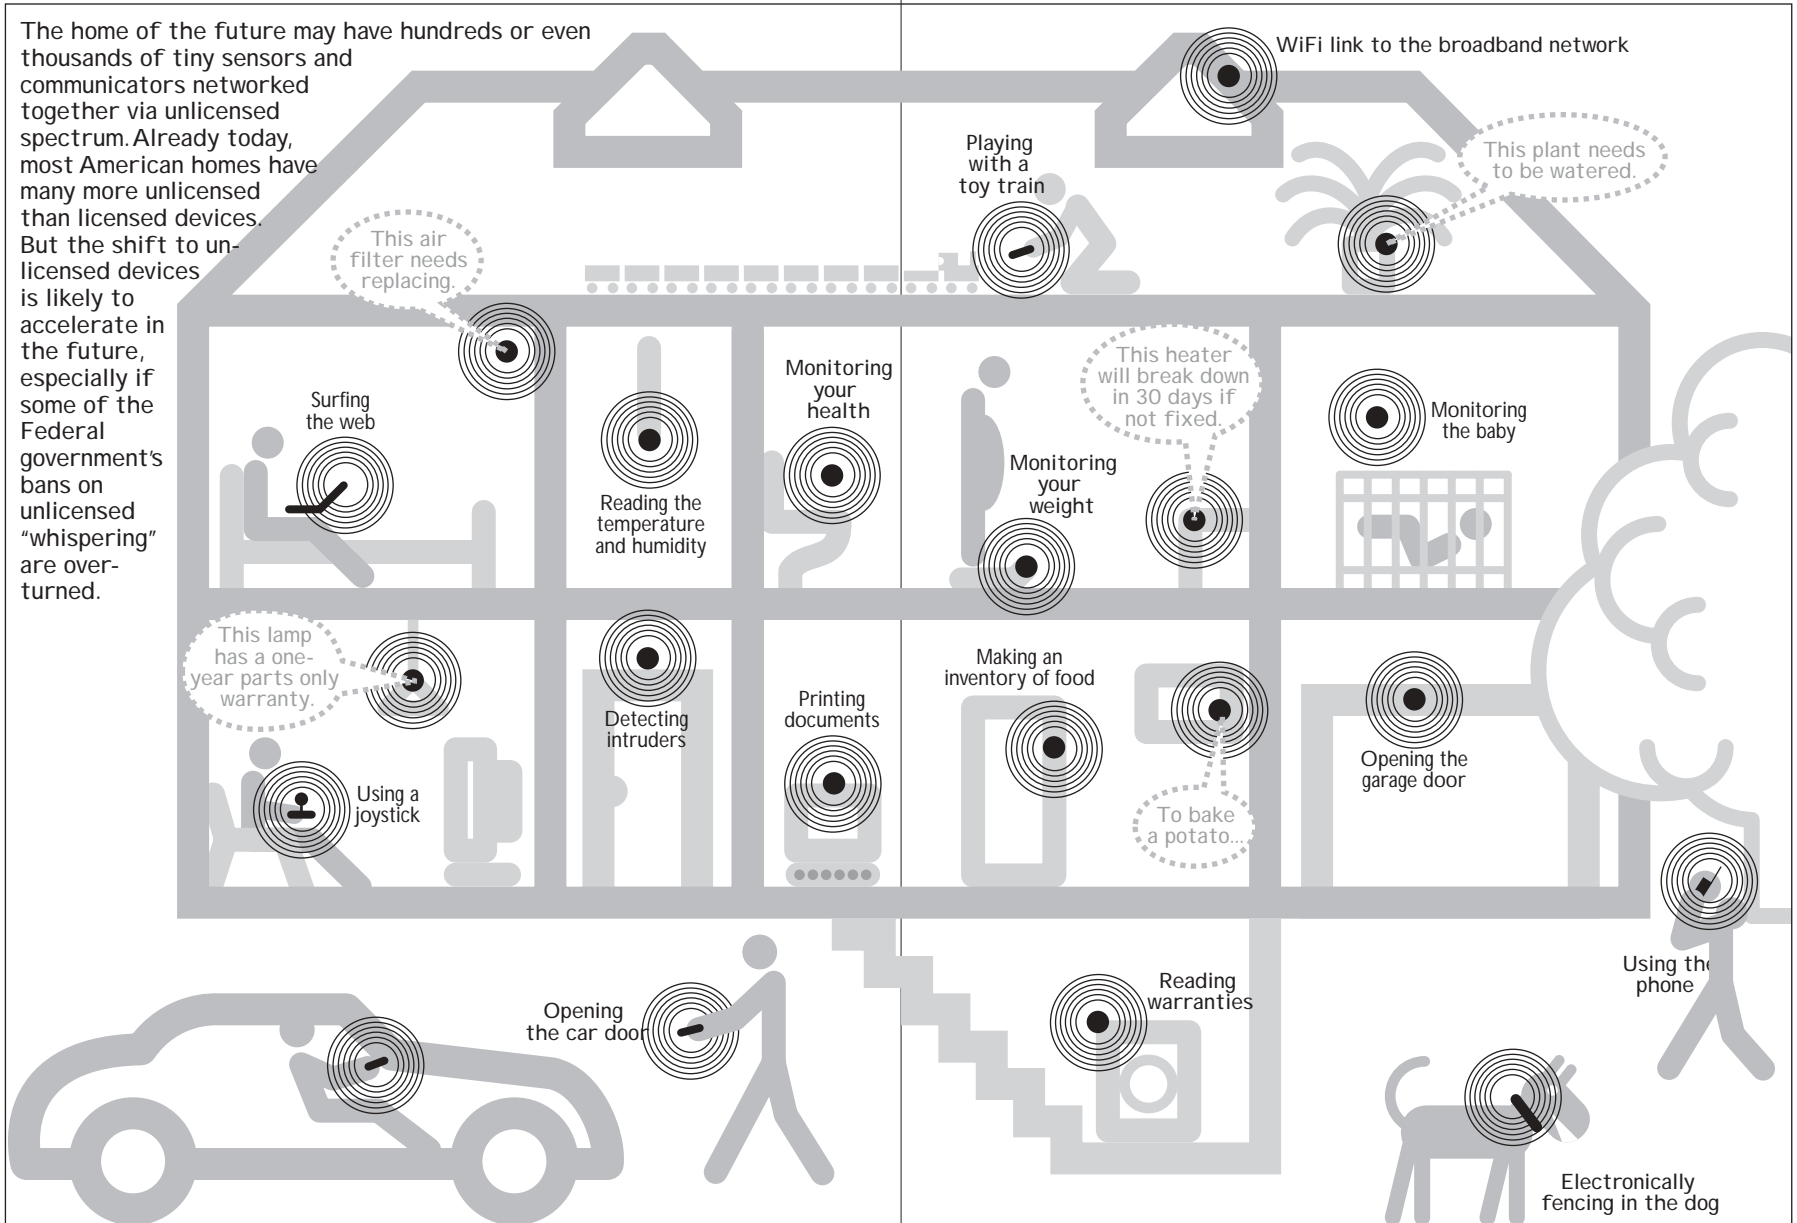 The home of the future may have hundreds or even
thousands of tiny sensors and
communicators networked
together via unlicensed
spectrum. Already today,
most American homes have
many more unlicensed
than licensed devices.
But the shift to un-
licensed devices
is likely to
accelerate in
the future,
especially if
some of the
Federal
government's
bans on
unlicensed
“whispering”
are over-
turned.
WiFi link to the broadband network
Playing
with a
toy train
This plant needs
to be watered.
This air
filter needs
replacing.
Surfing
the web
Reading the
temperature
and humidity
Monitoring
your
health
Monitoring
your
weight
This heater
will break down
in 30 days if
not fixed.
Monitoring
the baby
This lamp
has a one-
year parts only
warranty.
Using a
joystick
Detecting
intruders
Printing
documents
Making an
inventory of food
To bake
a potato...
Opening the
garage door
Using the
phone
Opening
the car door
Reading
warranties
Electronically
fencing in the dog